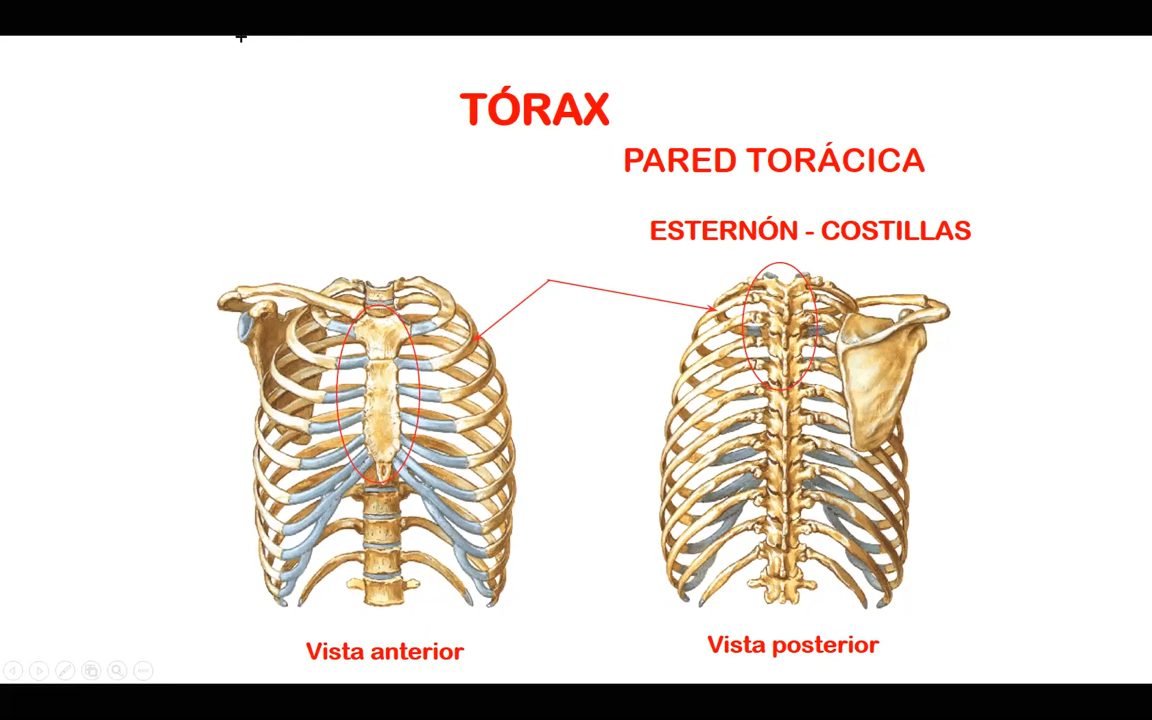 TÓRAX
PARED TORÁCICA
ESTERNÓN - COSTILLAS
Vista anterior
Vista posterior